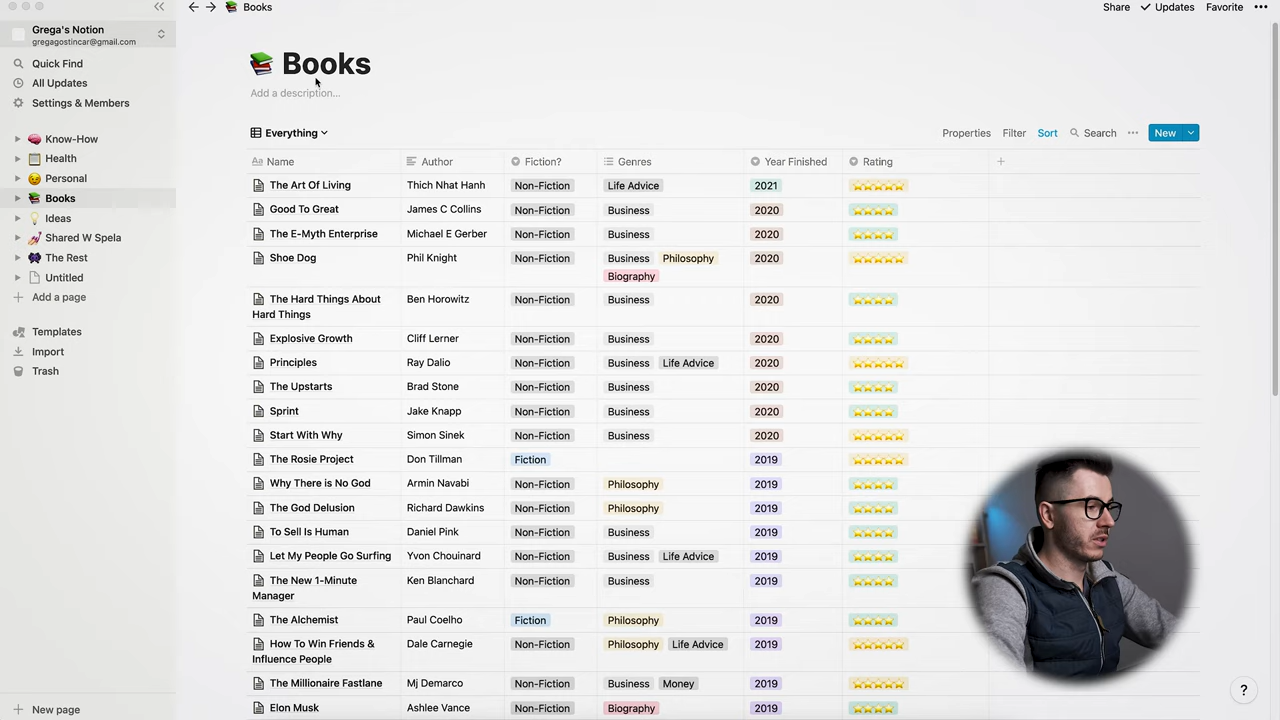 Books
Share
Updates
Favorite
Grega's Notion
gregagostincar@gmail.com
Quick Find
All Updates
Settings & Members
Know-How
Health
Personal
Books
Ideas
Shared W Spela
The Rest
Untitled
Add a page
Templates
Import
Trash
New page
Books
Add a description...
Everything
Properties Filter Sort Search New
Aa Name Author Fiction? Genres Year Finished Rating
The Art Of Living Thich Nhat Hanh Non-Fiction Life Advice 2021
Good To Great James C Collins Non-Fiction Business 2020
The E-Myth Enterprise Michael E Gerber Non-Fiction Business 2020
Shoe Dog Phil Knight Non-Fiction Business Philosophy 2020
Biography
The Hard Things About Ben Horowitz Non-Fiction Business 2020
Hard Things
Explosive Growth Cliff Lerner Non-Fiction Business 2020
Principles Ray Dalio Non-Fiction Business Life Advice 2020
The Upstarts Brad Stone Non-Fiction Business 2020
Sprint Jake Knapp Non-Fiction Business 2020
Start With Why Simon Sinek Non-Fiction Business 2020
The Rosie Project Don Tillman Fiction 2019
Why There is No God Armin Navabi Non-Fiction Philosophy 2019
The God Delusion Richard Dawkins Non-Fiction Philosophy 2019
To Sell Is Human Daniel Pink Non-Fiction Business 2019
Let My People Go Surfing Yvon Chouinard Non-Fiction Business Life Advice 2019
The New 1-Minute Ken Blanchard Non-Fiction Business 2019
Manager
The Alchemist Paul Coelho Fiction Philosophy 2019
How To Win Friends & Dale Carnegie Non-Fiction Philosophy Life Advice 2019
Influence People
The Millionaire Fastlane Mj Demarco Non-Fiction Business Money 2019
Elon Musk Ashlee Vance Non-Fiction Biography 2019
?